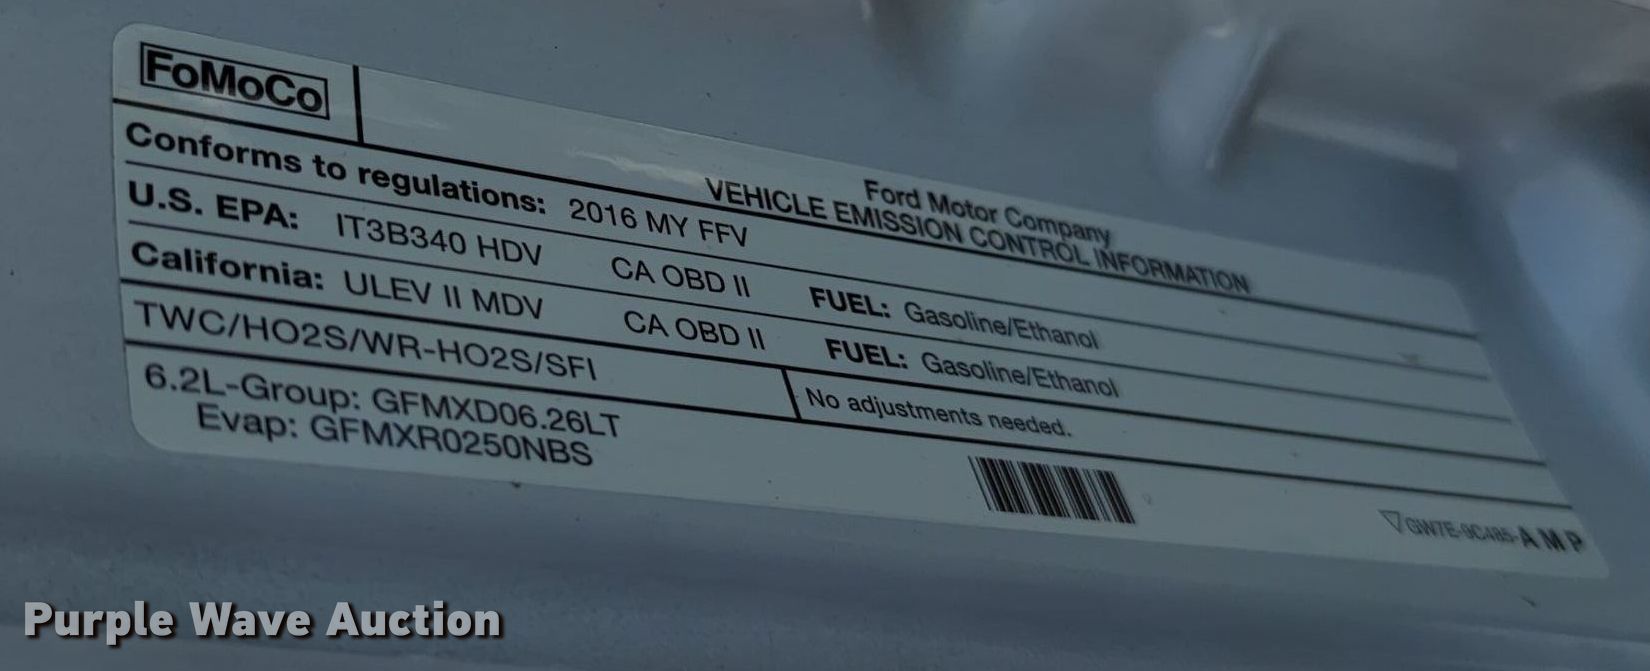 FoMoCo
Ford Motor Company
VEHICLE EMISSION CONTROL INFORMATION
Conforms to regulations: 2016 MY FFV
U.S. EPA: IT3B340 HDV CA OBD II FUEL: Gasoline/Ethanol
California: ULEV II MDV CA OBD II FUEL: Gasoline/Ethanol
TWC/HO2S/WR-HO2S/SFI
No adjustments needed.
6.2L-Group: GFMXD06.26LT
Evap: GFMXR0250NBS
GW7E-9C485-A M P
Purple Wave Auction